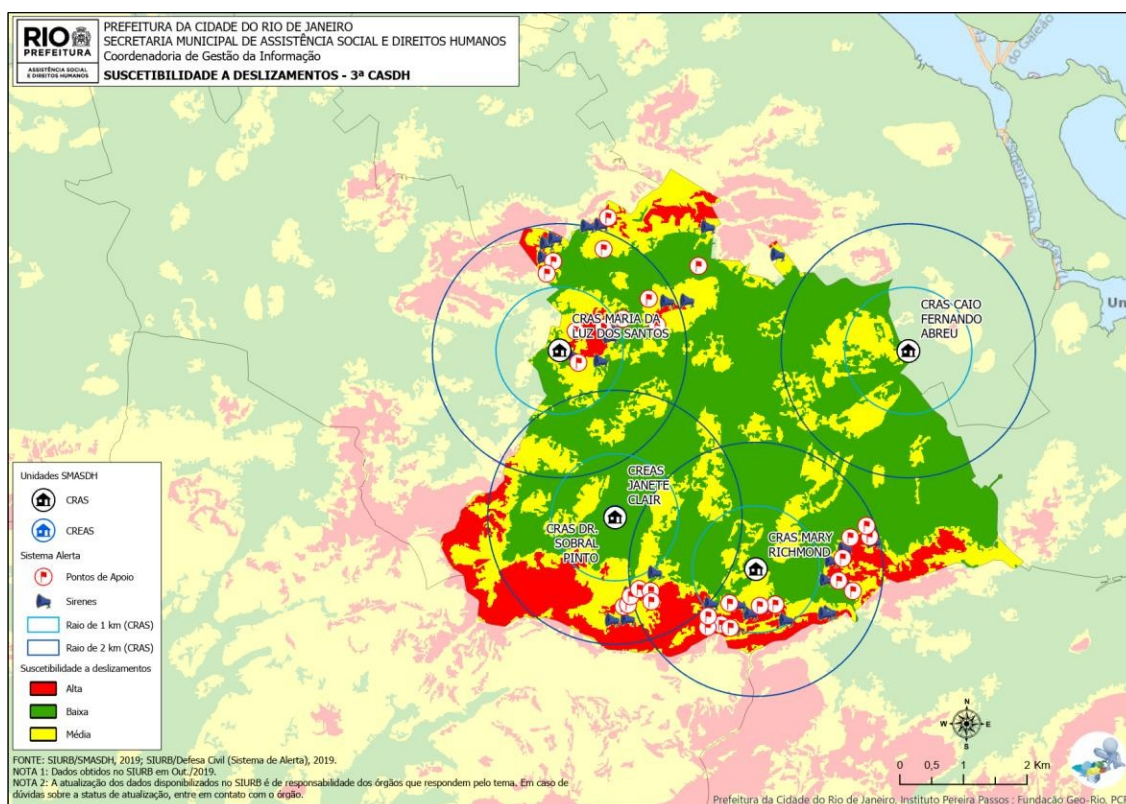 RIO
PREFEITURA
ASSISTÊNCIA SOCIAL
E DIREITOS HUMANOS
PREFEITURA DA CIDADE DO RIO DE JANEIRO
SECRETARIA MUNICIPAL DE ASSISTÊNCIA SOCIAL E DIREITOS HUMANOS
Coordenadoria de Gestão da Informação
SUSCETIBILIDADE A DESLIZAMENTOS - 3ª CASDH
do Galeão
CRAS MARIA DA
LUZ DOS SANTOS
CRAS CAIO
FERNANDO
ABREU
Un
CREAS
JANETE
CLAIR
CRAS DR.
SOBRAL
PINTO
CRAS MARY
RICHMOND
Unidades SMASDH
CRAS
CREAS
Sistema Alerta
Pontos de Apoio
Sirenes
Raio de 1 km (CRAS)
Raio de 2 km (CRAS)
Suscetibilidade a deslizamentos
Alta
Baixa
Média
N
W E
S
0 0,5 1 2 Km
FONTE: SIURB/SMASDH, 2019; SIURB/Defesa Civil (Sistema de Alerta), 2019.
NOTA 1: Dados obtidos no SIURB em Out./2019.
NOTA 2: A atualização dos dados disponibilizados no SIURB é de responsabilidade dos órgãos que respondem pelo tema. Em caso de
dúvidas sobre a status de atualização, entre em contato com o órgão.
Prefeitura da Cidade do Rio de Janeiro, Instituto Pereira Passos ; Fundação Geo-Rio, PCR